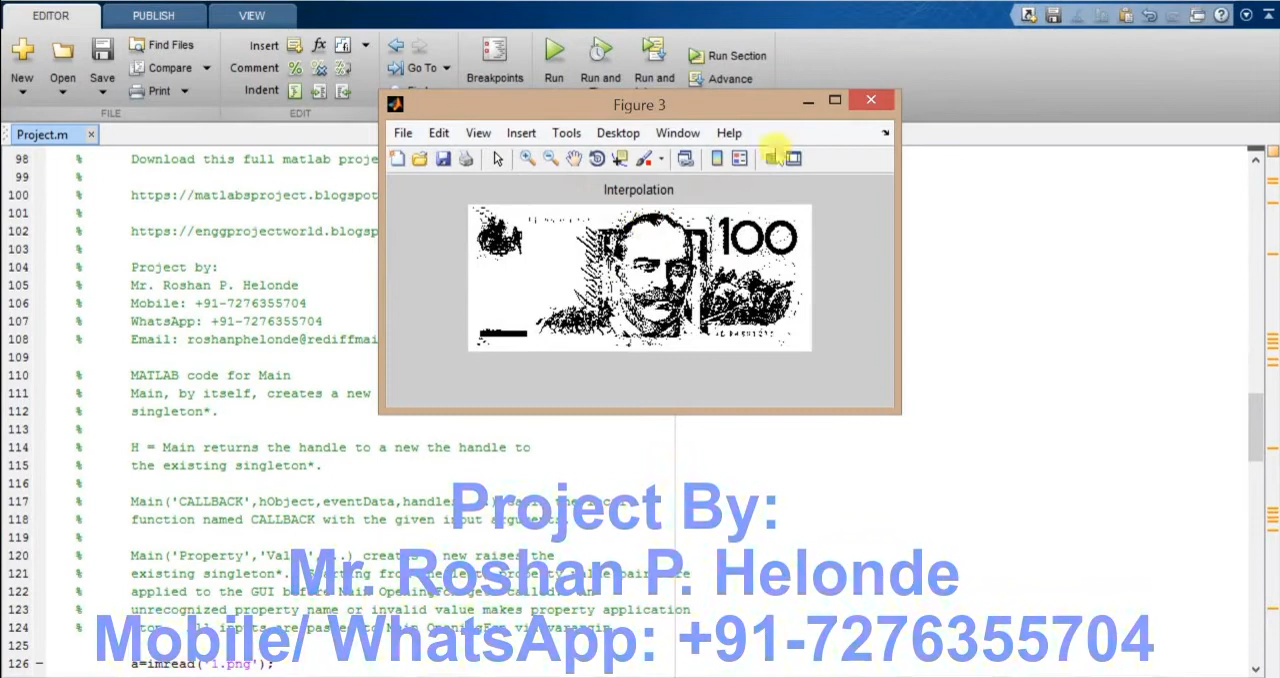 EDITOR PUBLISH VIEW
New Open Save Find Files Compare Print Insert Comment Indent Go To Breakpoints Run Run and Run and Run Section Advance
FILE EDIT
Project.m
98 % Download this full matlab proje
99 %
100 % https://matlabsproject.blogspot
101 %
102 % https://enggprojectworld.blogsp
103 %
104 % Project by:
105 % Mr. Roshan P. Helonde
106 % Mobile: +91-7276355704
107 % WhatsApp: +91-7276355704
108 % Email: roshanphelonde@rediffmai
109
110 % MATLAB code for Main
111 % Main, by itself, creates a new
112 % singleton*.
113 %
114 % H = Main returns the handle to a new the handle to
115 % the existing singleton*.
116 %
117 % Main('CALLBACK',hObject,eventData,handles
118 % function named CALLBACK with the given input arguments.
119 %
120 % Main('Property','Value',...) creates a new raises the
121 % existing singleton*.
122 % applied to the GUI before Main
123 % unrecognized property name or invalid value makes property application
124 %
125
126 – a=imread('1.png');
Figure 3
File Edit View Insert Tools Desktop Window Help
Interpolation
100
Project By:
Mr. Roshan P. Helonde
Mobile/ WhatsApp: +91-7276355704